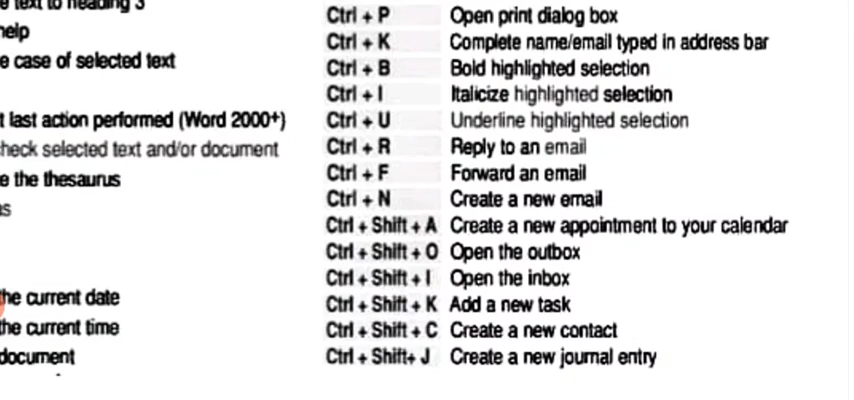 e text to heading 3
help
e case of selected text
t last action performed (Word 2000+)
heck selected text and/or document
e the thesaurus
as
the current date
the current time
document
Ctrl + P Open print dialog box
Ctrl + K Complete name/email typed in address bar
Ctrl + B Bold highlighted selection
Ctrl + I Italicize highlighted selection
Ctrl + U Underline highlighted selection
Ctrl + R Reply to an email
Ctrl + F Forward an email
Ctrl + N Create a new email
Ctrl + Shift + A Create a new appointment to your calendar
Ctrl + Shift + O Open the outbox
Ctrl + Shift + I Open the inbox
Ctrl + Shift + K Add a new task
Ctrl + Shift + C Create a new contact
Ctrl + Shift+ J Create a new journal entry